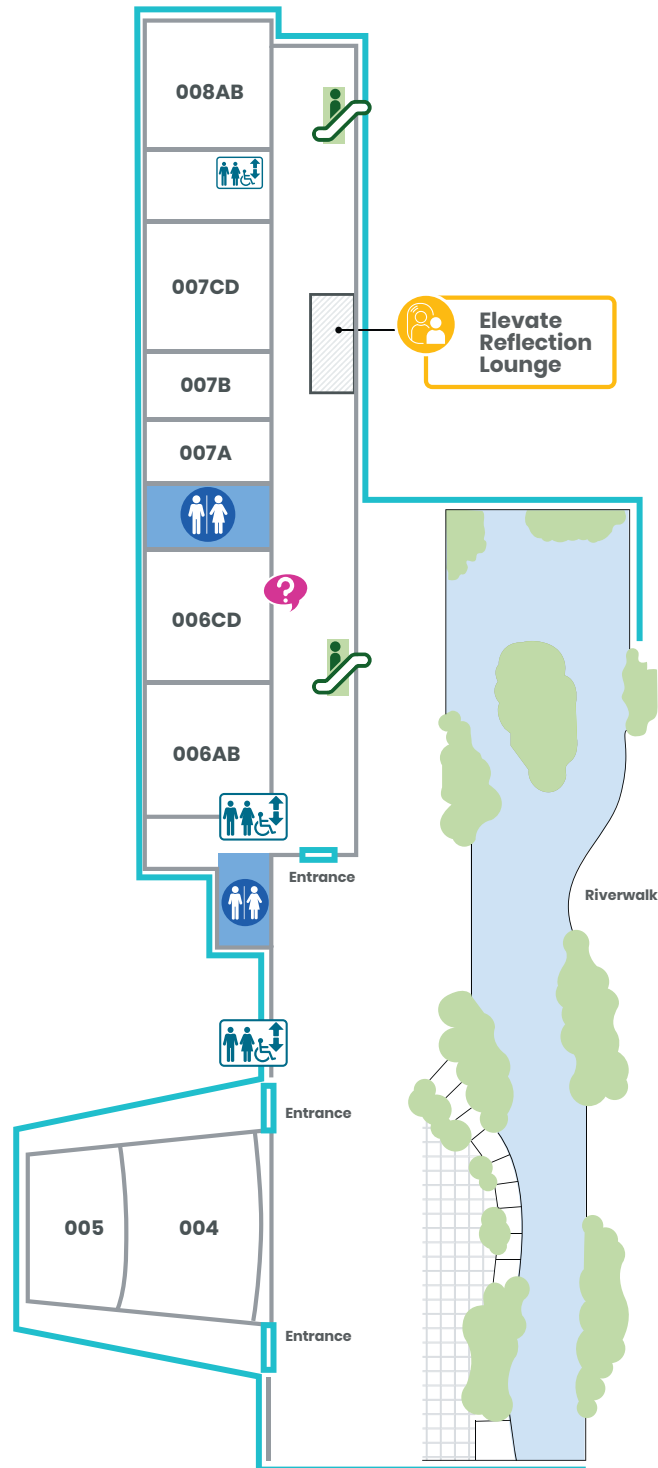 008AB
007CD
Elevate
Reflection
Lounge
007B
007A
?
006CD
006AB
Entrance
Riverwalk
Entrance
005
004
Entrance